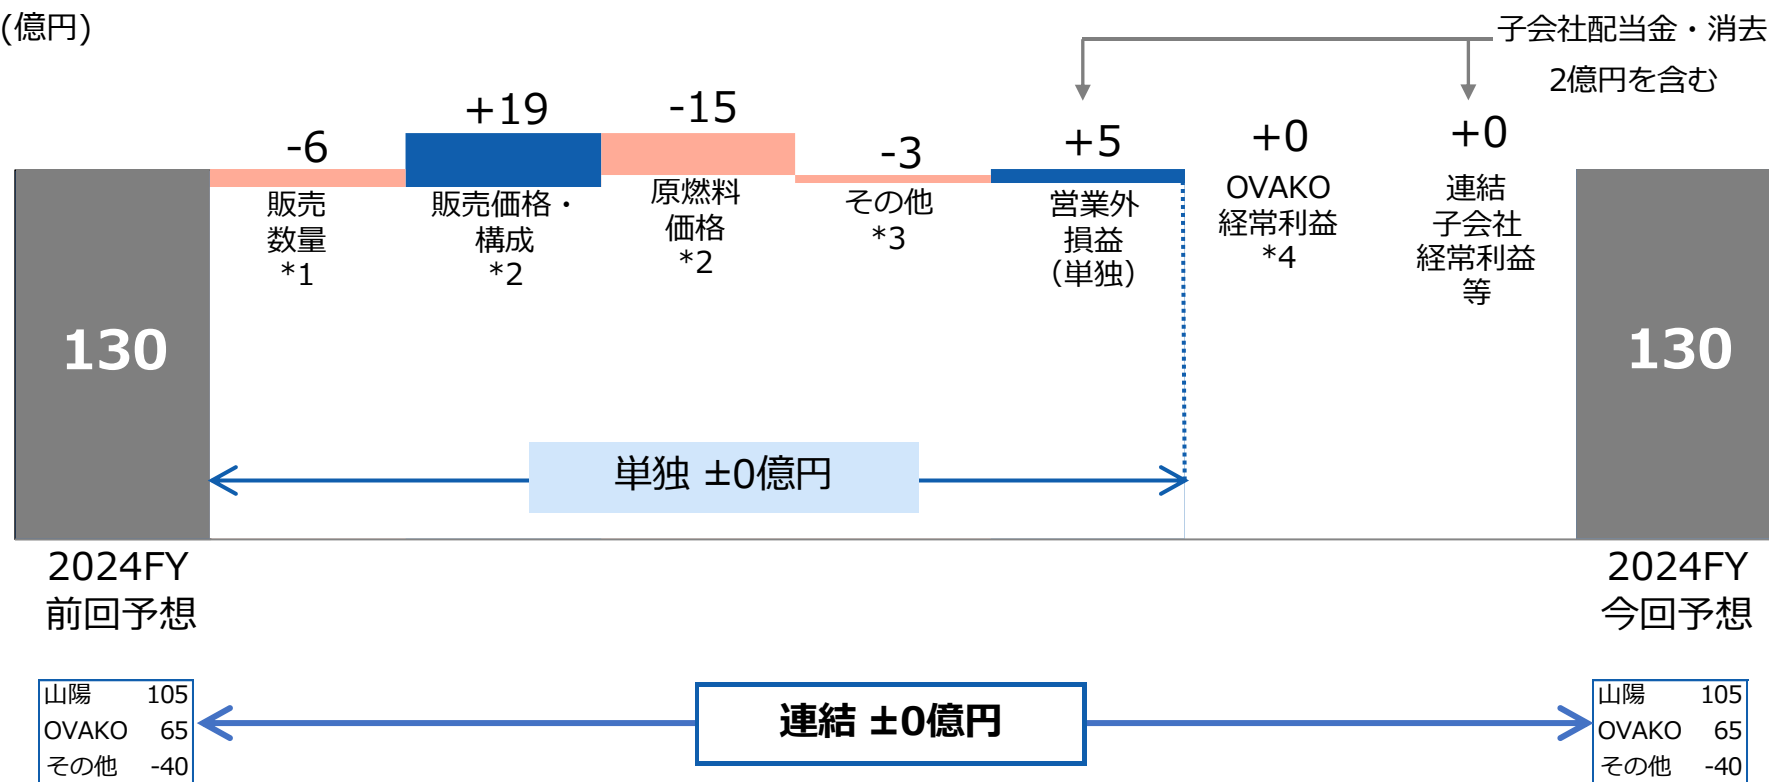 (億円)
子会社配当金・消去
2億円を含む
-6
+19
-15
-3
+5
+0
+0
販売
数量
*1
販売価格・
構成
*2
原燃料
価格
*2
その他
*3
営業外
損益
（単独）
OVAKO
経常利益
*4
連結
子会社
経常利益
等
130
130
単独 ±0億円
2024FY
前回予想
2024FY
今回予想
山陽 105
OVAKO 65
その他 -40
連結 ±0億円
山陽 105
OVAKO 65
その他 -40